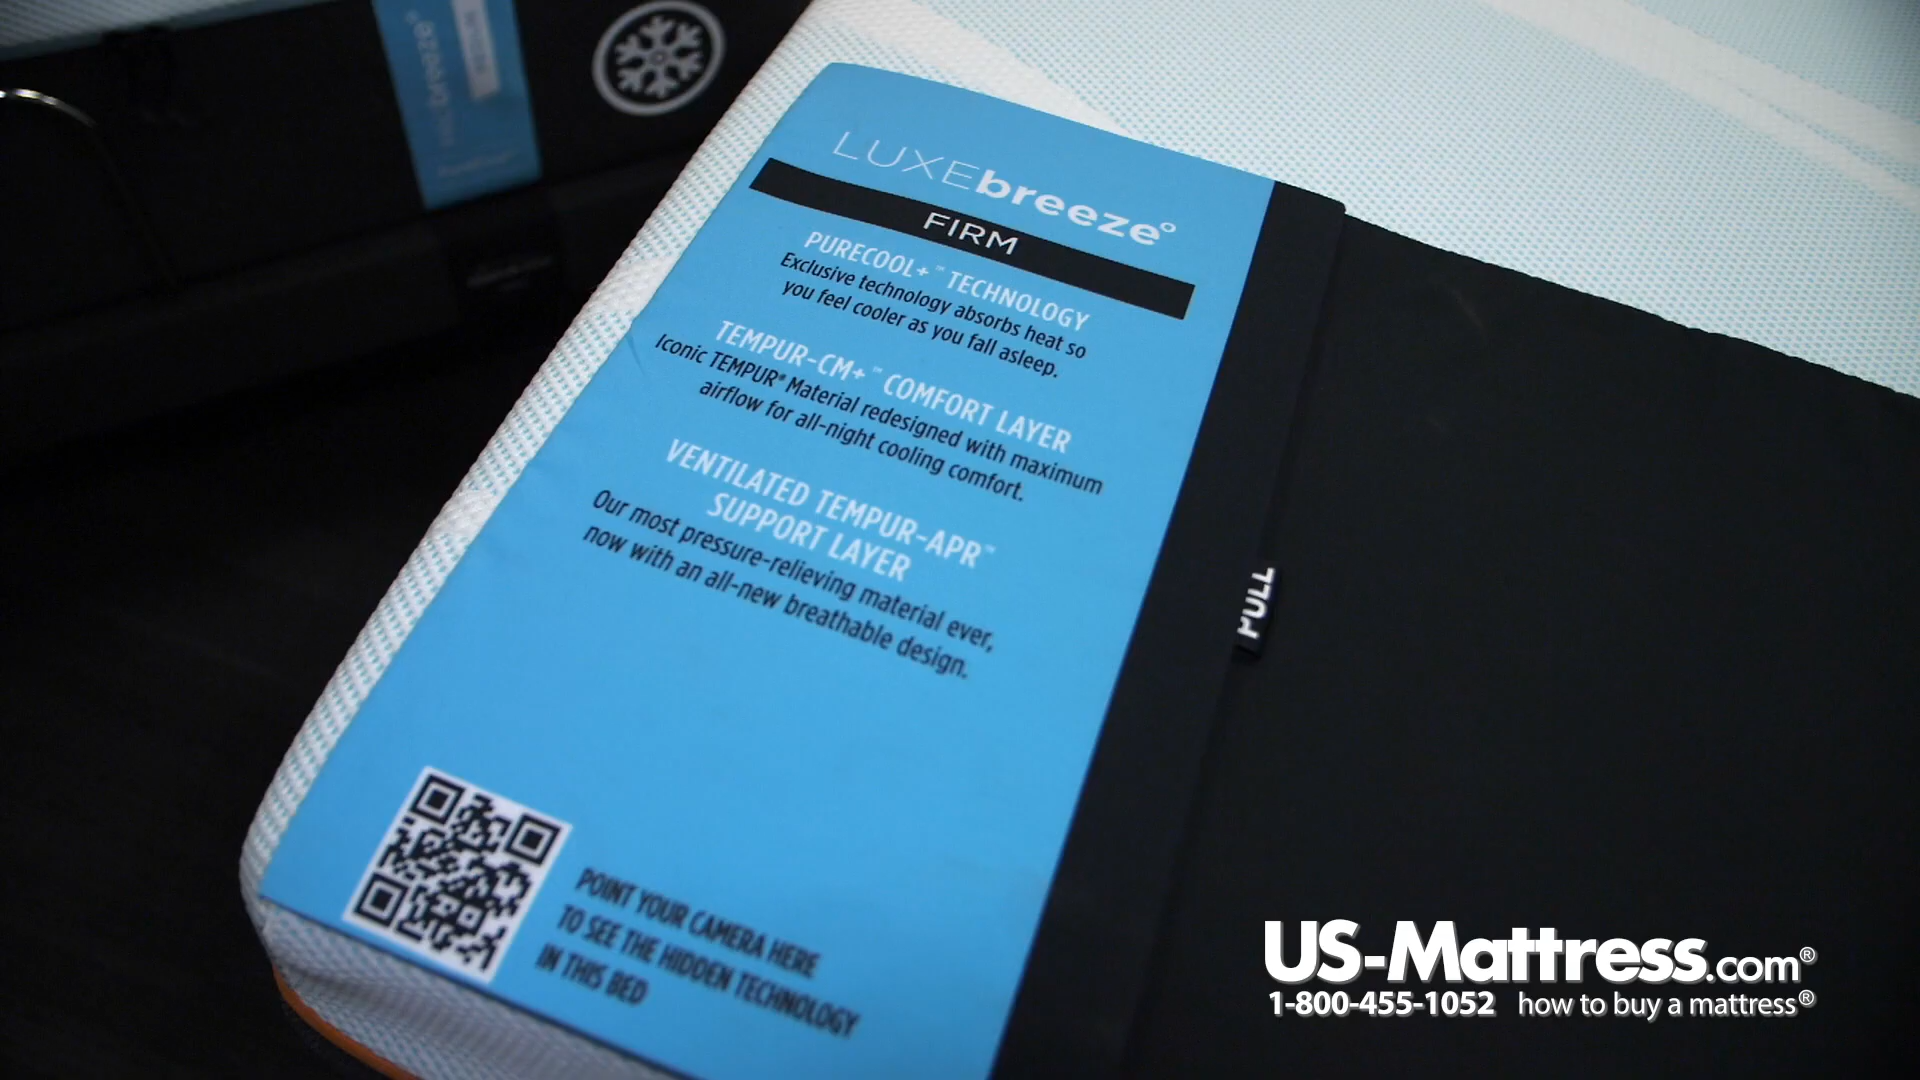 breeze°
LUXEbreeze°
FIRM
PURECOOL+™ TECHNOLOGY
Exclusive technology absorbs heat so
you feel cooler as you fall asleep.
TEMPUR-CM+™ COMFORT LAYER
Iconic TEMPUR® Material redesigned with maximum
airflow for all-night cooling comfort.
VENTILATED TEMPUR-APR™
SUPPORT LAYER
Our most pressure-relieving material ever,
now with an all-new breathable design.
POINT YOUR CAMERA HERE
TO SEE THE HIDDEN TECHNOLOGY
IN THIS BED
PULL
US-Mattress.com®
1-800-455-1052 how to buy a mattress®